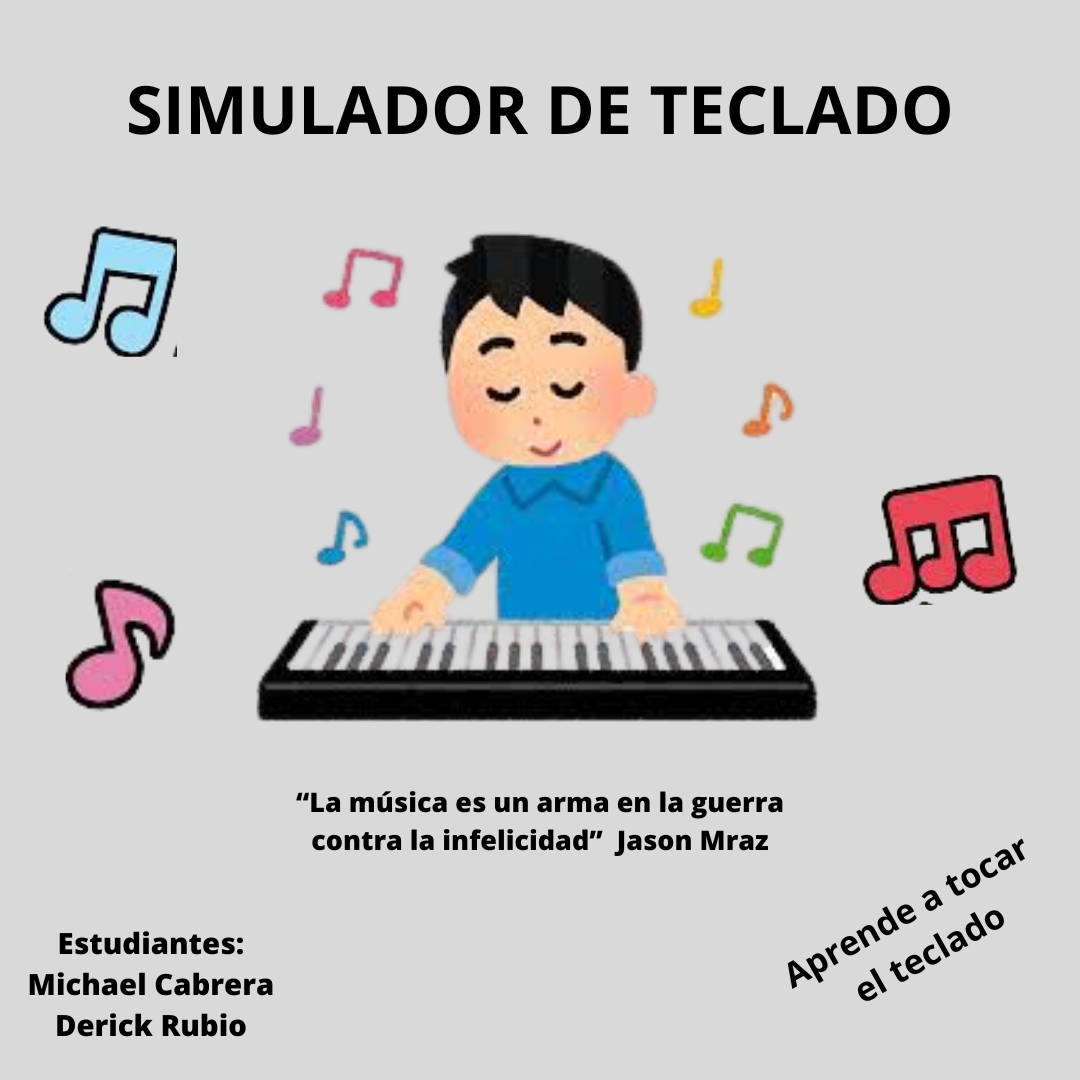 SIMULADOR DE TECLADO
“La música es un arma en la guerra
contra la infelicidad” Jason Mraz
Aprende a tocar
el teclado
Estudiantes:
Michael Cabrera
Derick Rubio